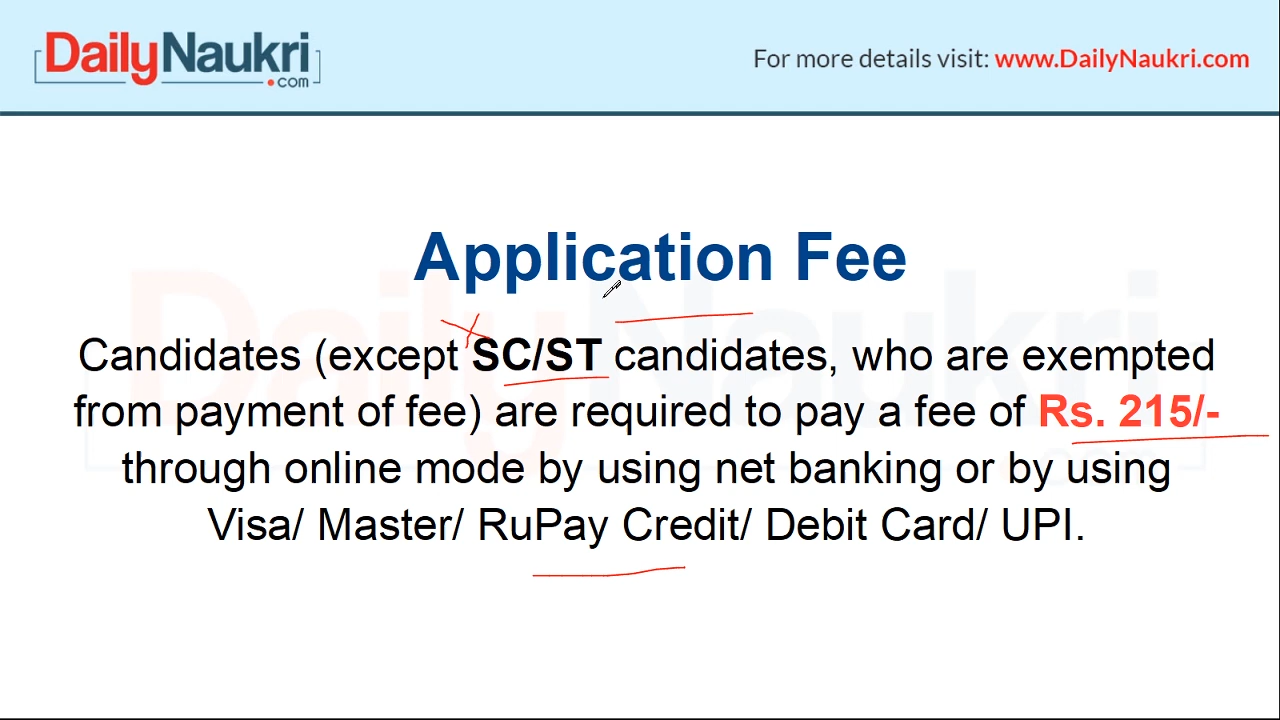 DailyNaukri
.com
For more details visit: www.DailyNaukri.com
Application Fee
Candidates (except SC/ST candidates, who are exempted
from payment of fee) are required to pay a fee of Rs. 215/-
through online mode by using net banking or by using
Visa/ Master/ RuPay Credit/ Debit Card/ UPI.